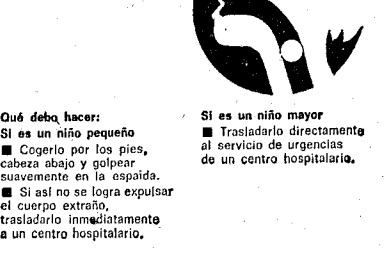 Qué debo hacer:
Si es un niño pequeño
■ Cogerlo por los pies,
cabeza abajo y golpear
suavemente en la espalda.
■ Si así no se logra expulsar
el cuerpo extraño,
trasladarlo inmediatamente
a un centro hospitalario.
Si es un niño mayor
■ Trasladarlo directamente
al servicio de urgencias
de un centro hospitalario.